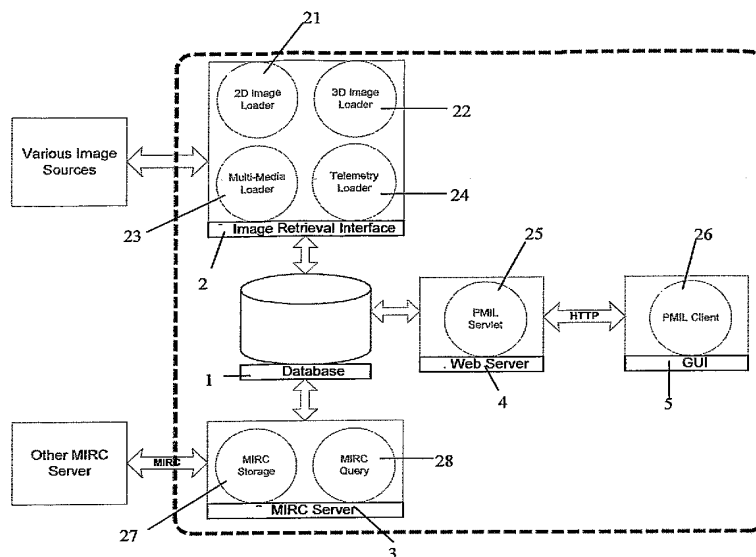 21
2D Image
Loader
3D Image
Loader
22
Various Image
Sources
Multi-Media
Loader
Telemetry
Loader
24
23
Image Retrieval Interface
2
25
26
PMIL
Servlet
HTTP
PMIL Client
1
Database
Web Server
GUI
4
5
Other MIRC
Server
MIRC
MIRC
Storage
MIRC
Query
28
27
MIRC Server
3